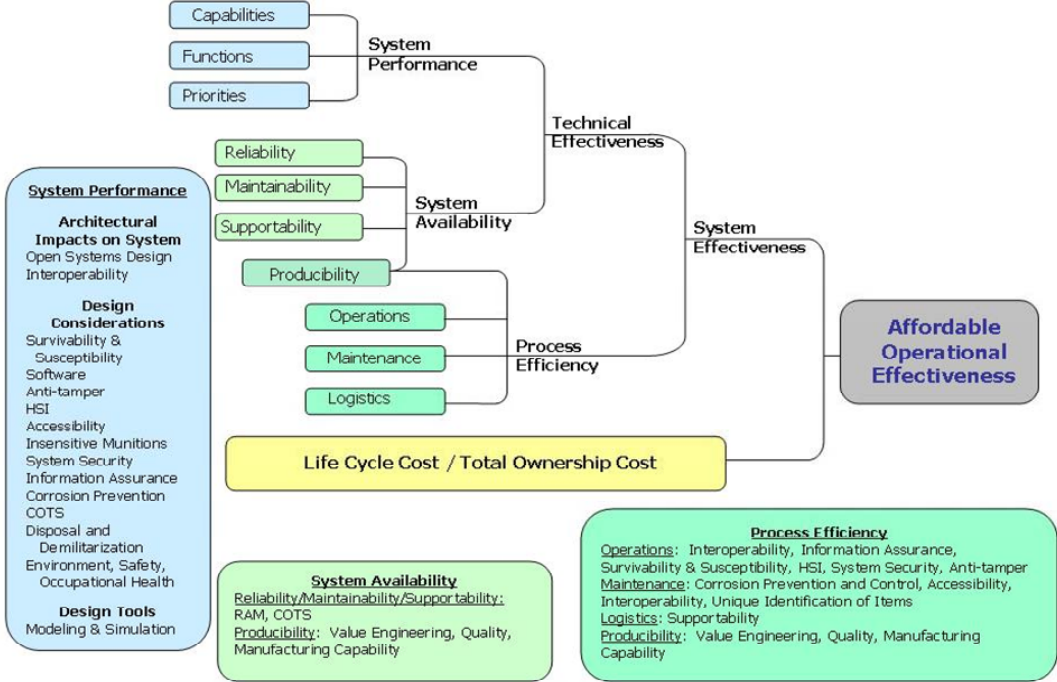 Capabilities
Functions
Priorities
System
Performance
Technical
Effectiveness
Reliability
Maintainability
Supportability
Producibility
System
Availability
System
Effectiveness
Operations
Maintenance
Logistics
Process
Efficiency
Affordable
Operational
Effectiveness
Life Cycle Cost / Total Ownership Cost
System Performance
Architectural
Impacts on System
Open Systems Design
Interoperability
Design
Considerations
Survivability &
Susceptibility
Software
Anti-tamper
HSI
Accessibility
Insensitive Munitions
System Security
Information Assurance
Corrosion Prevention
COTS
Disposal and
Demilitarization
Environment, Safety,
Occupational Health
Design Tools
Modeling & Simulation
System Availability
Reliability/Maintainability/Supportability:
RAM, COTS
Producibility: Value Engineering, Quality,
Manufacturing Capability
Process Efficiency
Operations: Interoperability, Information Assurance,
Survivability & Susceptibility, HSI, System Security, Anti-tamper
Maintenance: Corrosion Prevention and Control, Accessibility,
Interoperability, Unique Identification of Items
Logistics: Supportability
Producibility: Value Engineering, Quality, Manufacturing
Capability